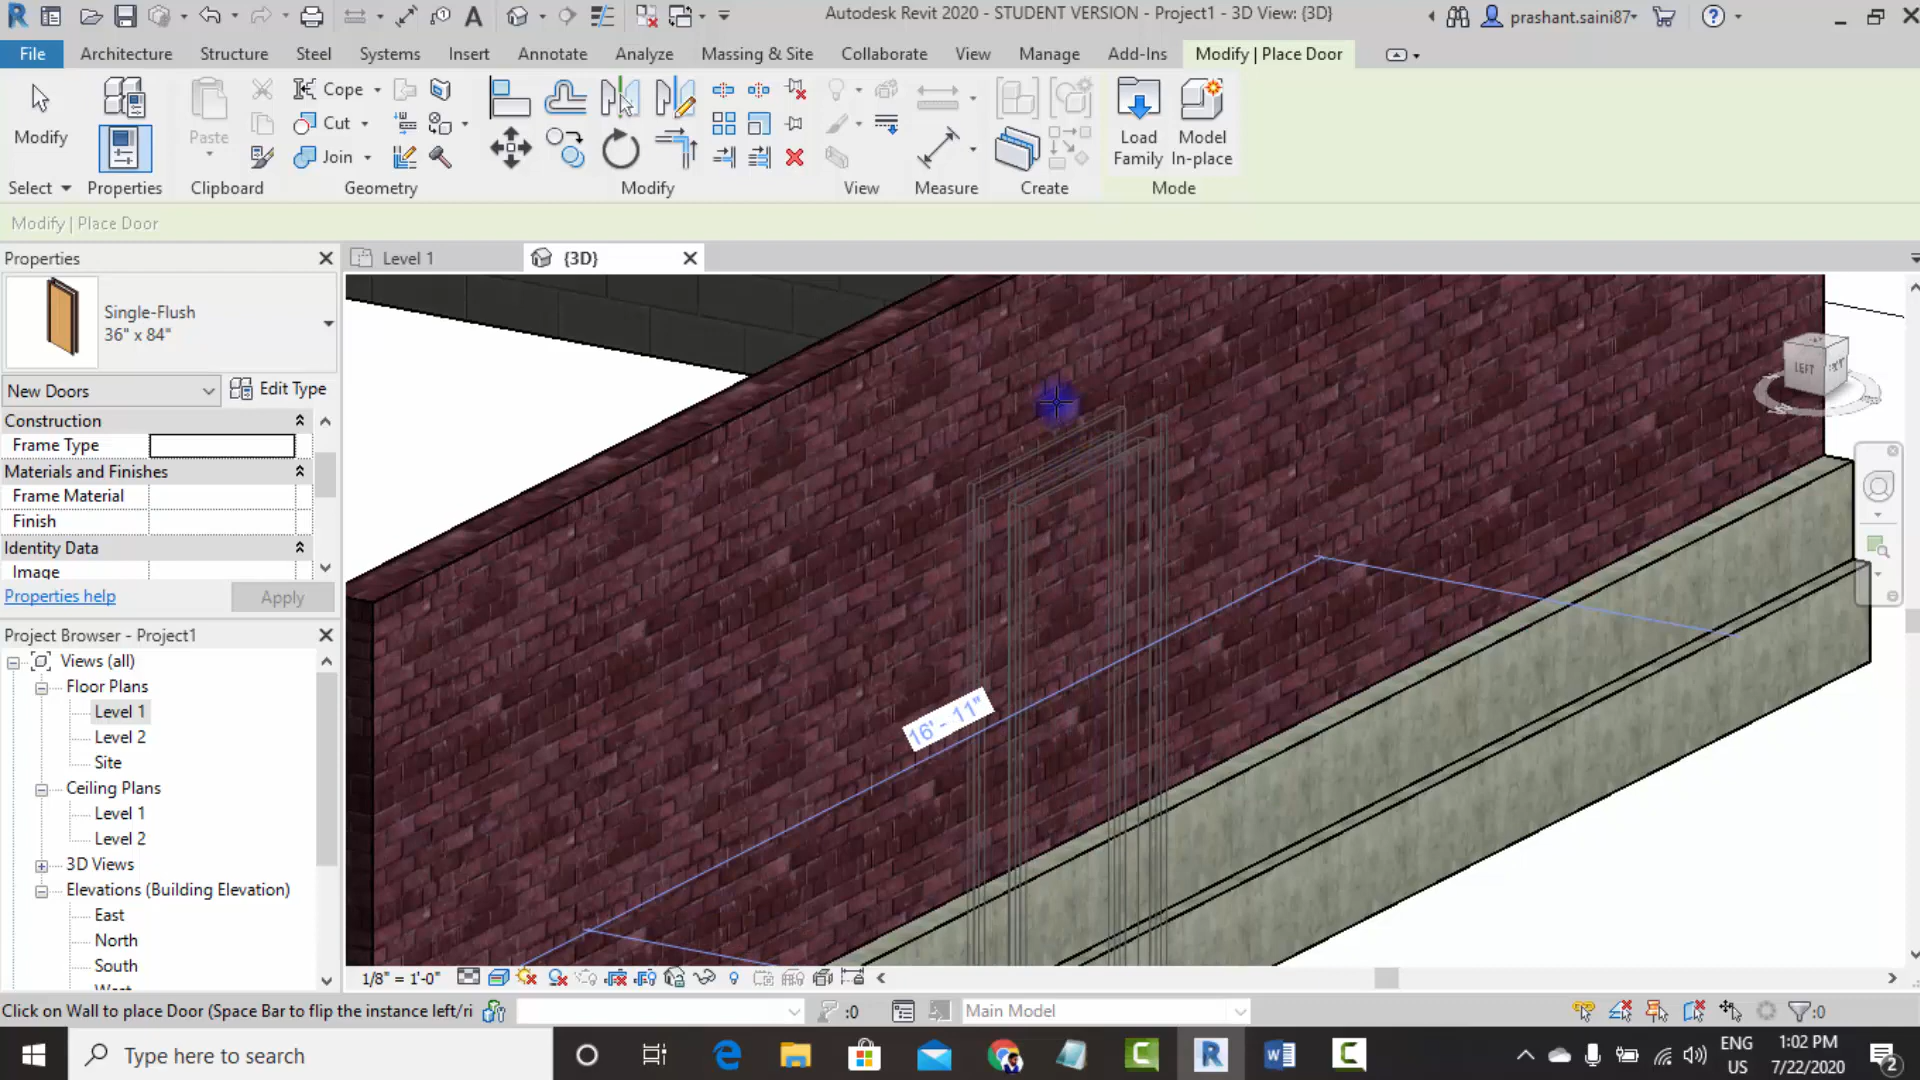 Autodesk Revit 2020 - STUDENT VERSION - Project1 - 3D View: {3D}
prashant.saini87
File
Architecture
Structure
Steel
Systems
Insert
Annotate
Analyze
Massing & Site
Collaborate
View
Manage
Add-Ins
Modify | Place Door
Modify
Paste
Cope
Cut
Join
Load Family
Model In-place
Select
Properties
Clipboard
Geometry
Modify
View
Measure
Create
Mode
Modify | Place Door
Properties
Level 1
{3D}
Single-Flush
36" x 84"
New Doors
Edit Type
Construction
Frame Type
Materials and Finishes
Frame Material
Finish
Identity Data
Image
Properties help
Apply
Project Browser - Project1
Views (all)
Floor Plans
Level 1
Level 2
Site
Ceiling Plans
Level 1
Level 2
3D Views
Elevations (Building Elevation)
East
North
South
16' - 11"
LEFT
1/8" = 1'-0"
Click on Wall to place Door (Space Bar to flip the instance left/ri
:0
Main Model
:0
Type here to search
ENG
US
1:02 PM
7/22/2020
2